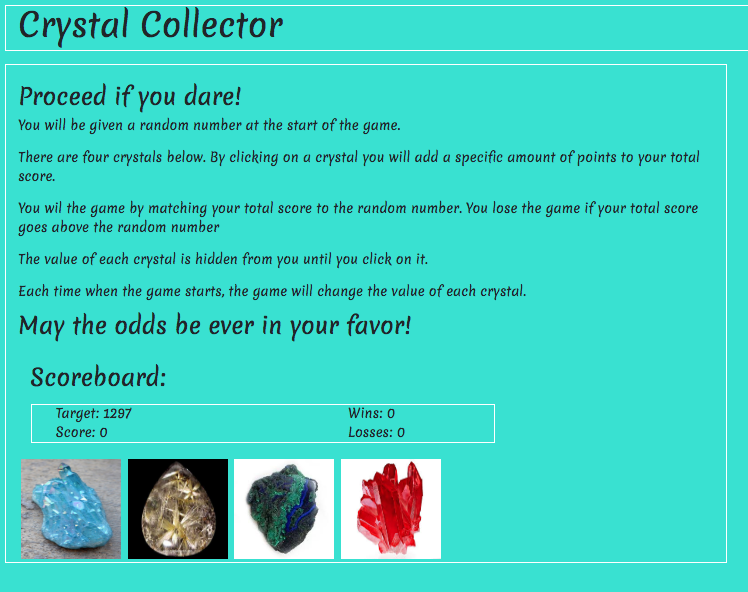 Crystal Collector
Proceed if you dare!
You will be given a random number at the start of the game.
There are four crystals below. By clicking on a crystal you will add a specific amount of points to your total
score.
You wil the game by matching your total score to the random number. You lose the game if your total score
goes above the random number
The value of each crystal is hidden from you until you click on it.
Each time when the game starts, the game will change the value of each crystal.
May the odds be ever in your favor!
Scoreboard:
Target: 1297 Wins: 0
Score: 0 Losses: 0